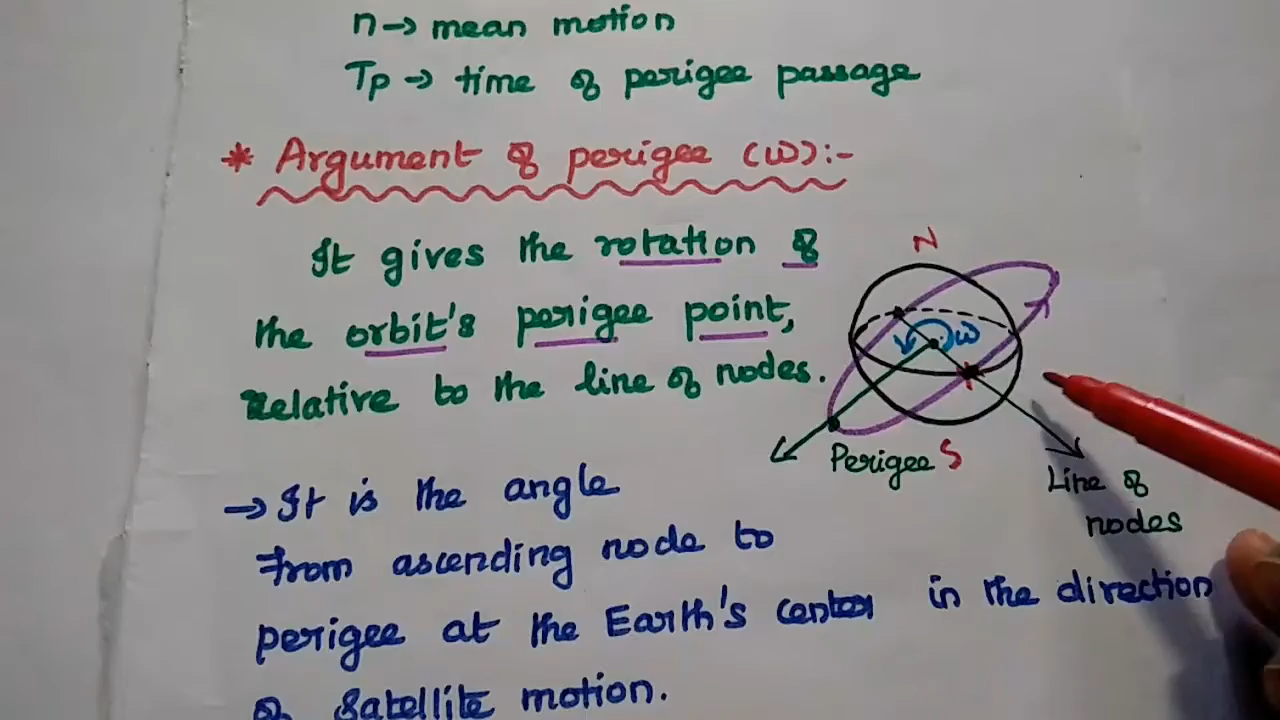 n→ mean motion
Tp→ time of perigee passage
* Argument of perigee (ω):-
It gives the rotation of
the orbit's perigee point,
Relative to the line of nodes.
N
ω
Perigee S
Line of
nodes
→ It is the angle
from ascending node to
perigee at the Earth's center in the direction
of satellite motion.